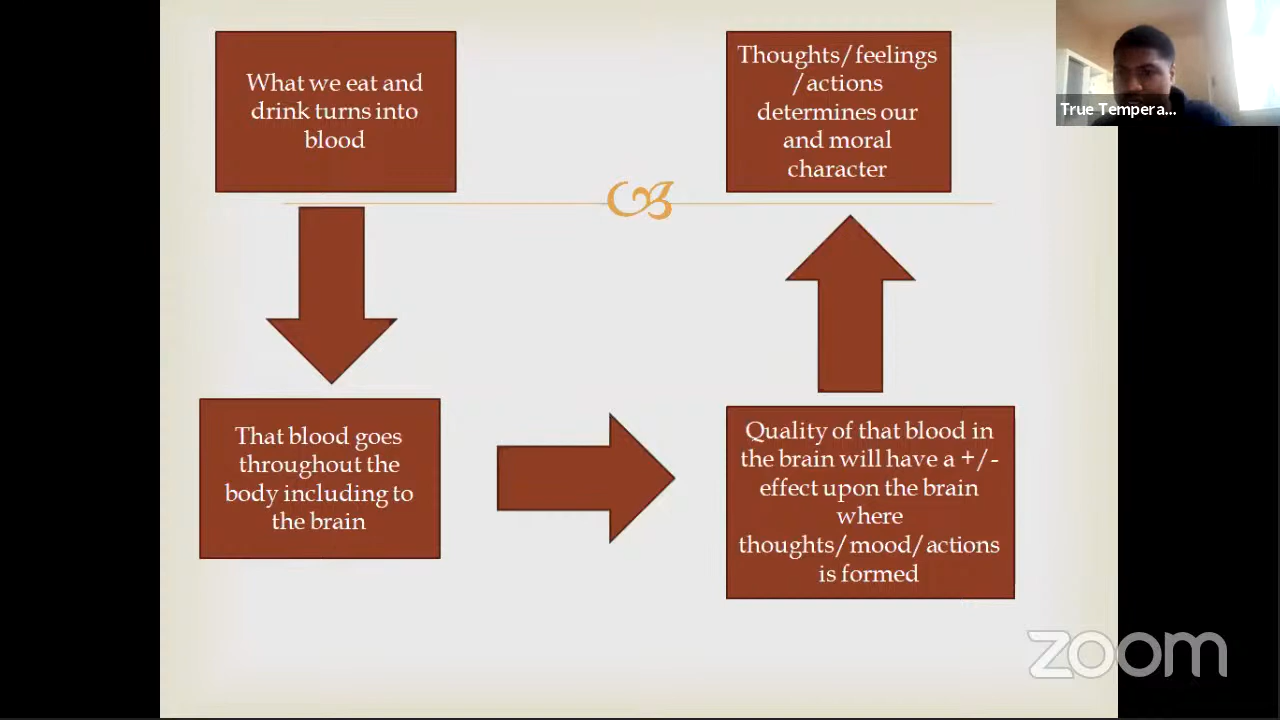 What we eat and
drink turns into
blood
That blood goes
throughout the
body including to
the brain
Quality of that blood in
the brain will have a +/-
effect upon the brain
where
thoughts/mood/actions
is formed
Thoughts/feelings
/actions
determines our
and moral
character
True Tempera...
zoom